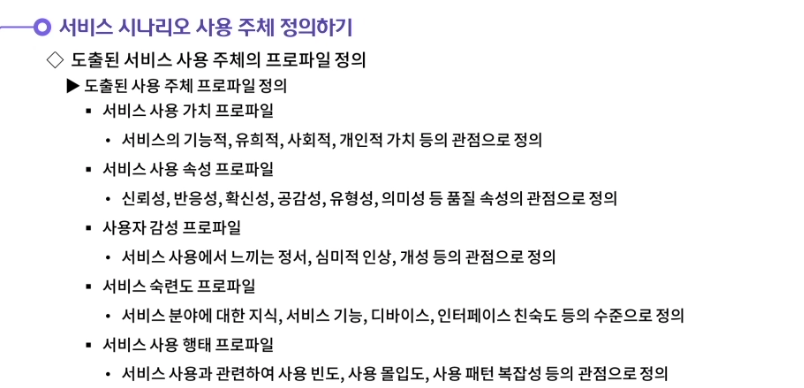 서비스 시나리오 사용 주체 정의하기
◇ 도출된 서비스 사용 주체의 프로파일 정의
▶ 도출된 사용 주체 프로파일 정의
▪ 서비스 사용 가치 프로파일
• 서비스의 기능적, 유희적, 사회적, 개인적 가치 등의 관점으로 정의
▪ 서비스 사용 속성 프로파일
• 신뢰성, 반응성, 확신성, 공감성, 유형성, 의미성 등 품질 속성의 관점으로 정의
▪ 사용자 감성 프로파일
• 서비스 사용에서 느끼는 정서, 심미적 인상, 개성 등의 관점으로 정의
▪ 서비스 숙련도 프로파일
• 서비스 분야에 대한 지식, 서비스 기능, 디바이스, 인터페이스 친숙도 등의 수준으로 정의
▪ 서비스 사용 행태 프로파일
• 서비스 사용과 관련하여 사용 빈도, 사용 몰입도, 사용 패턴 복잡성 등의 관점으로 정의